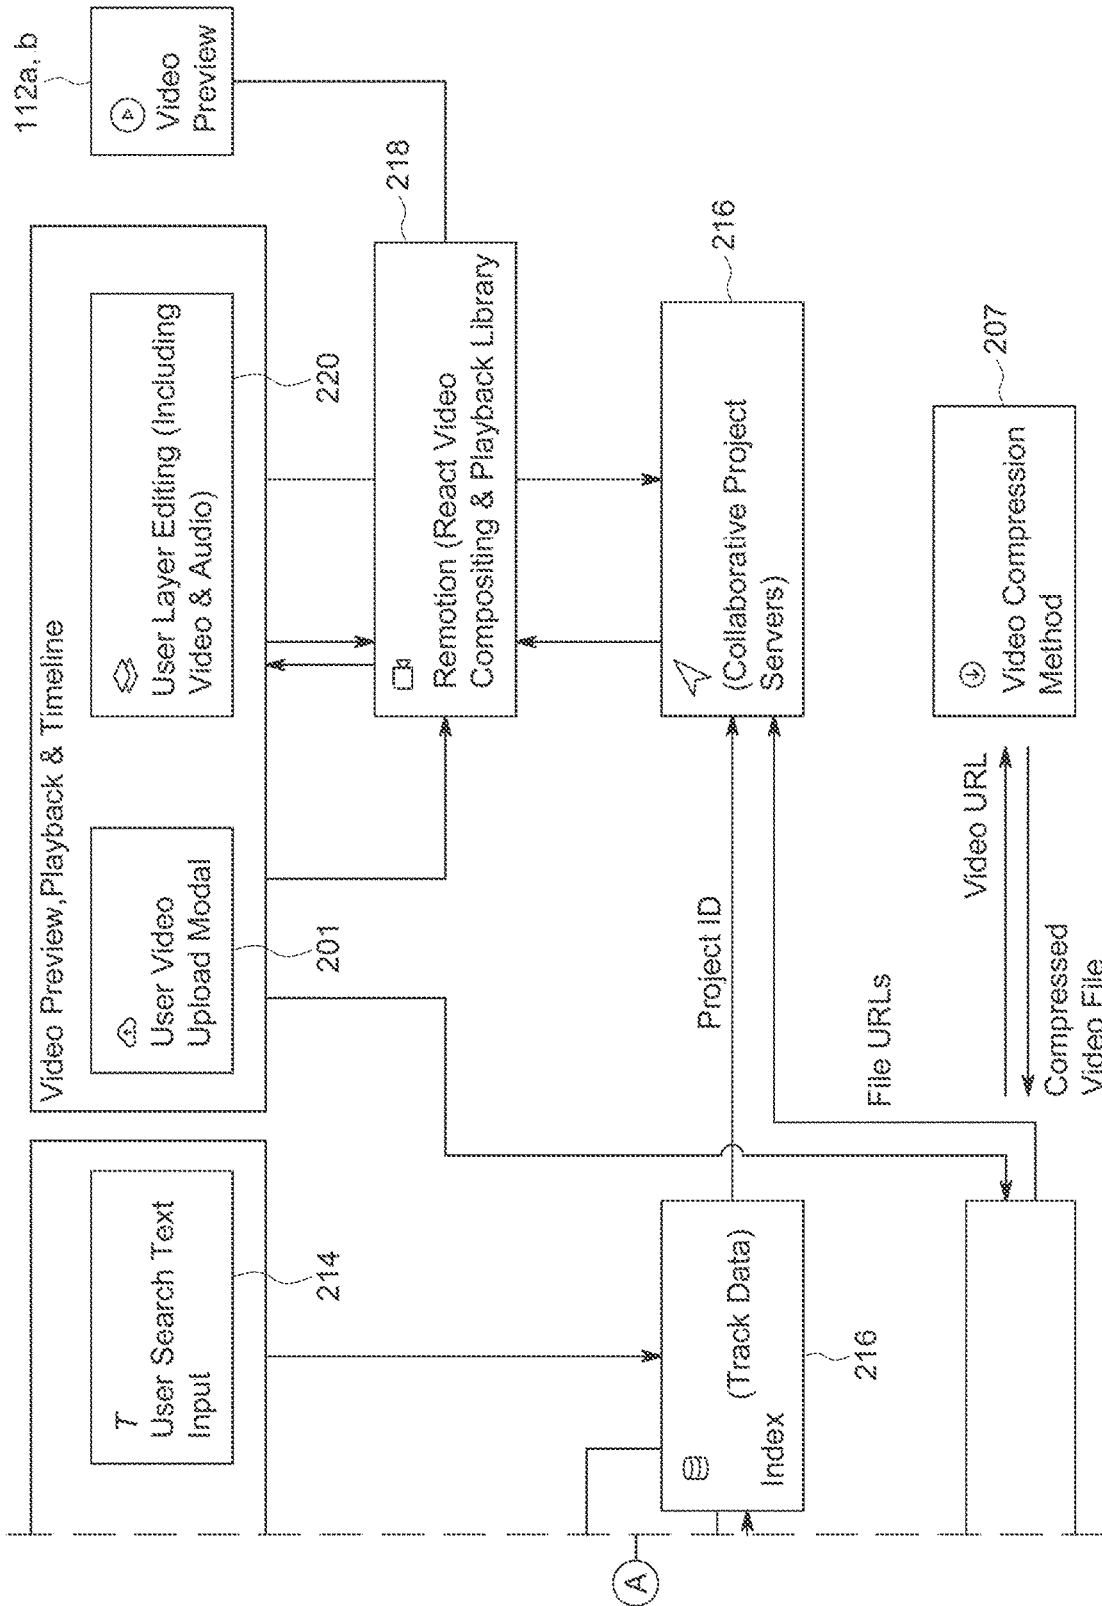 Video Preview,Playback & Timeline
T
User Search Text
Input
214
User Video
Upload Modal
201
User Layer Editing (Including
Video & Audio)
220
Video
Preview
112a, b
Remotion (React Video
Compositing & Playback Library
218
A
(Track Data)
Index
216
Project ID
(Collaborative Project
Servers)
216
File URLs
Video URL
Compressed
Video File
Video Compression
Method
207